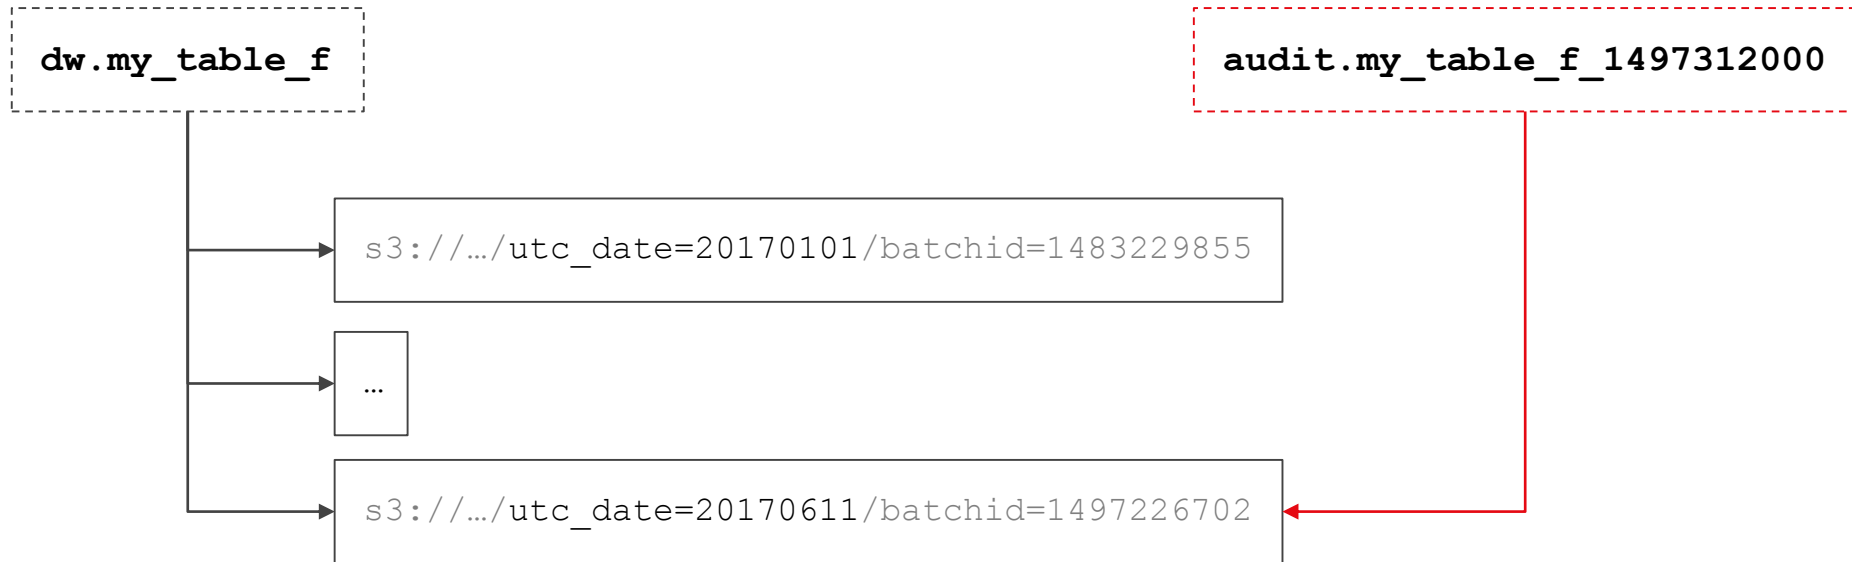 dw.my_table_f
audit.my_table_f_1497312000
s3://…/utc_date=20170101/batchid=1483229855
…
s3://…/utc_date=20170611/batchid=1497226702